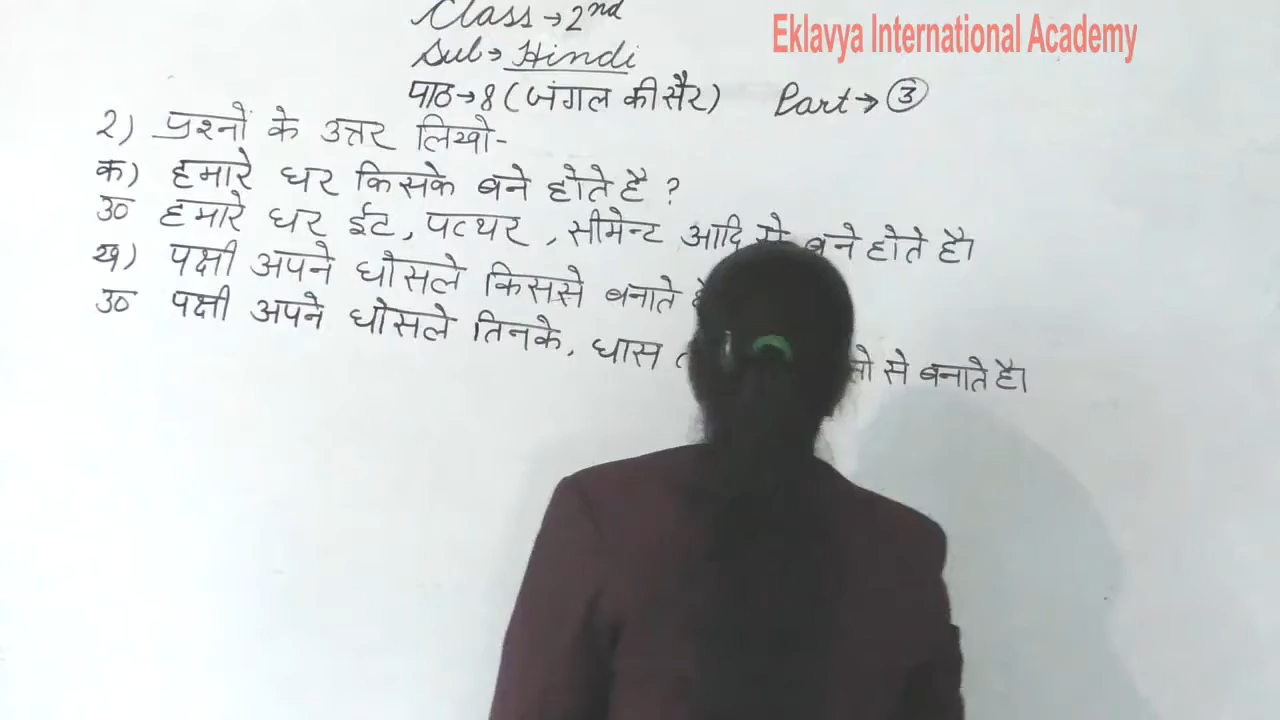 Class→2nd
Eklavya International Academy
Sub→Hindi
पाठ→8 (जंगल की सैर) Part→③
2) प्रश्नों के उत्तर लिखो-
क) हमारे घर किसके बने होते है ?
उ० हमारे घर ईट, पत्थर, सीमेन्ट आदि से बने होते है।
ख) पक्षी अपने घोसले किससे बनाते
उ० पक्षी अपने घोसले तिनके, घास से बनाते है।